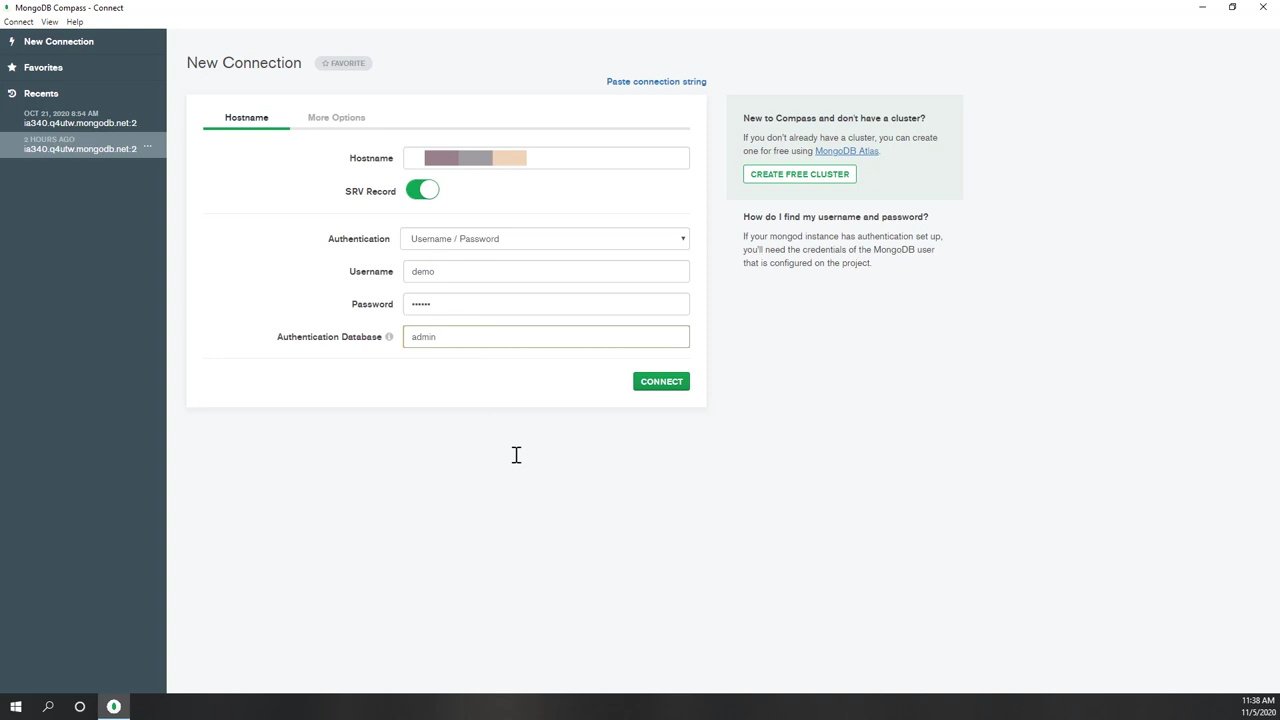 MongoDB Compass - Connect
Connect View Help
New Connection
Favorites
Recents
OCT 21, 2020 8:54 AM
ia340.q4utw.mongodb.net:2
2 HOURS AGO
ia340.q4utw.mongodb.net:2 ...
New Connection
FAVORITE
Paste connection string
Hostname More Options
Hostname
SRV Record
Authentication Username / Password
Username demo
Password ••••••
Authentication Database admin
CONNECT
New to Compass and don't have a cluster?
If you don't already have a cluster, you can create
one for free using MongoDB Atlas.
CREATE FREE CLUSTER
How do I find my username and password?
If your mongod instance has authentication set up,
you'll need the credentials of the MongoDB user
that is configured on the project.
11:38 AM
11/5/2020